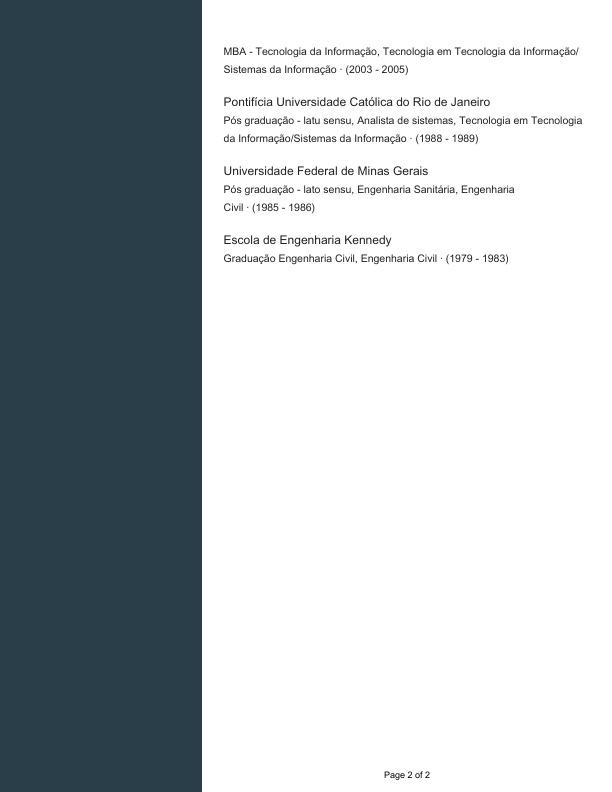 MBA - Tecnologia da Informação, Tecnologia em Tecnologia da Informação/
Sistemas da Informação · (2003 - 2005)
Pontifícia Universidade Católica do Rio de Janeiro
Pós graduação - latu sensu, Analista de sistemas, Tecnologia em Tecnologia
da Informação/Sistemas da Informação · (1988 - 1989)
Universidade Federal de Minas Gerais
Pós graduação - lato sensu, Engenharia Sanitária, Engenharia
Civil · (1985 - 1986)
Escola de Engenharia Kennedy
Graduação Engenharia Civil, Engenharia Civil · (1979 - 1983)
Page 2 of 2